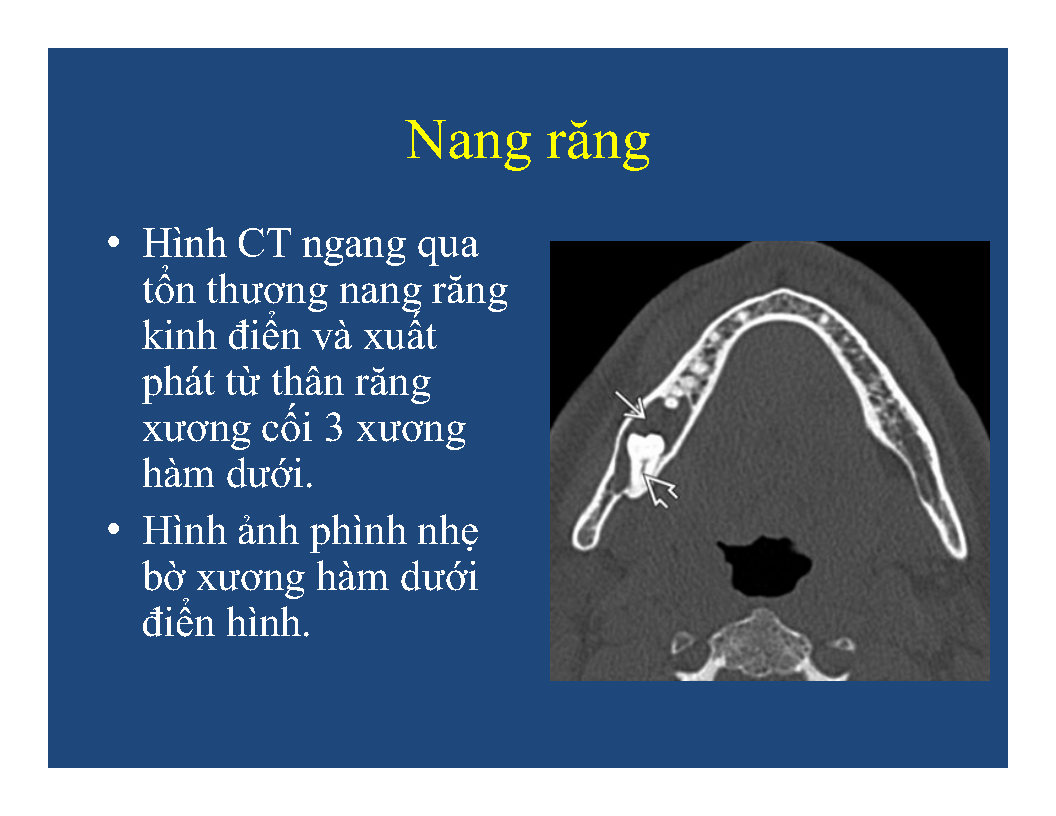 Nang răng
• Hình CT ngang qua
tổn thương nang răng
kinh điển và xuất
phát từ thân răng
xương cối 3 xương
hàm dưới.
• Hình ảnh phình nhẹ
bờ xương hàm dưới
điển hình.